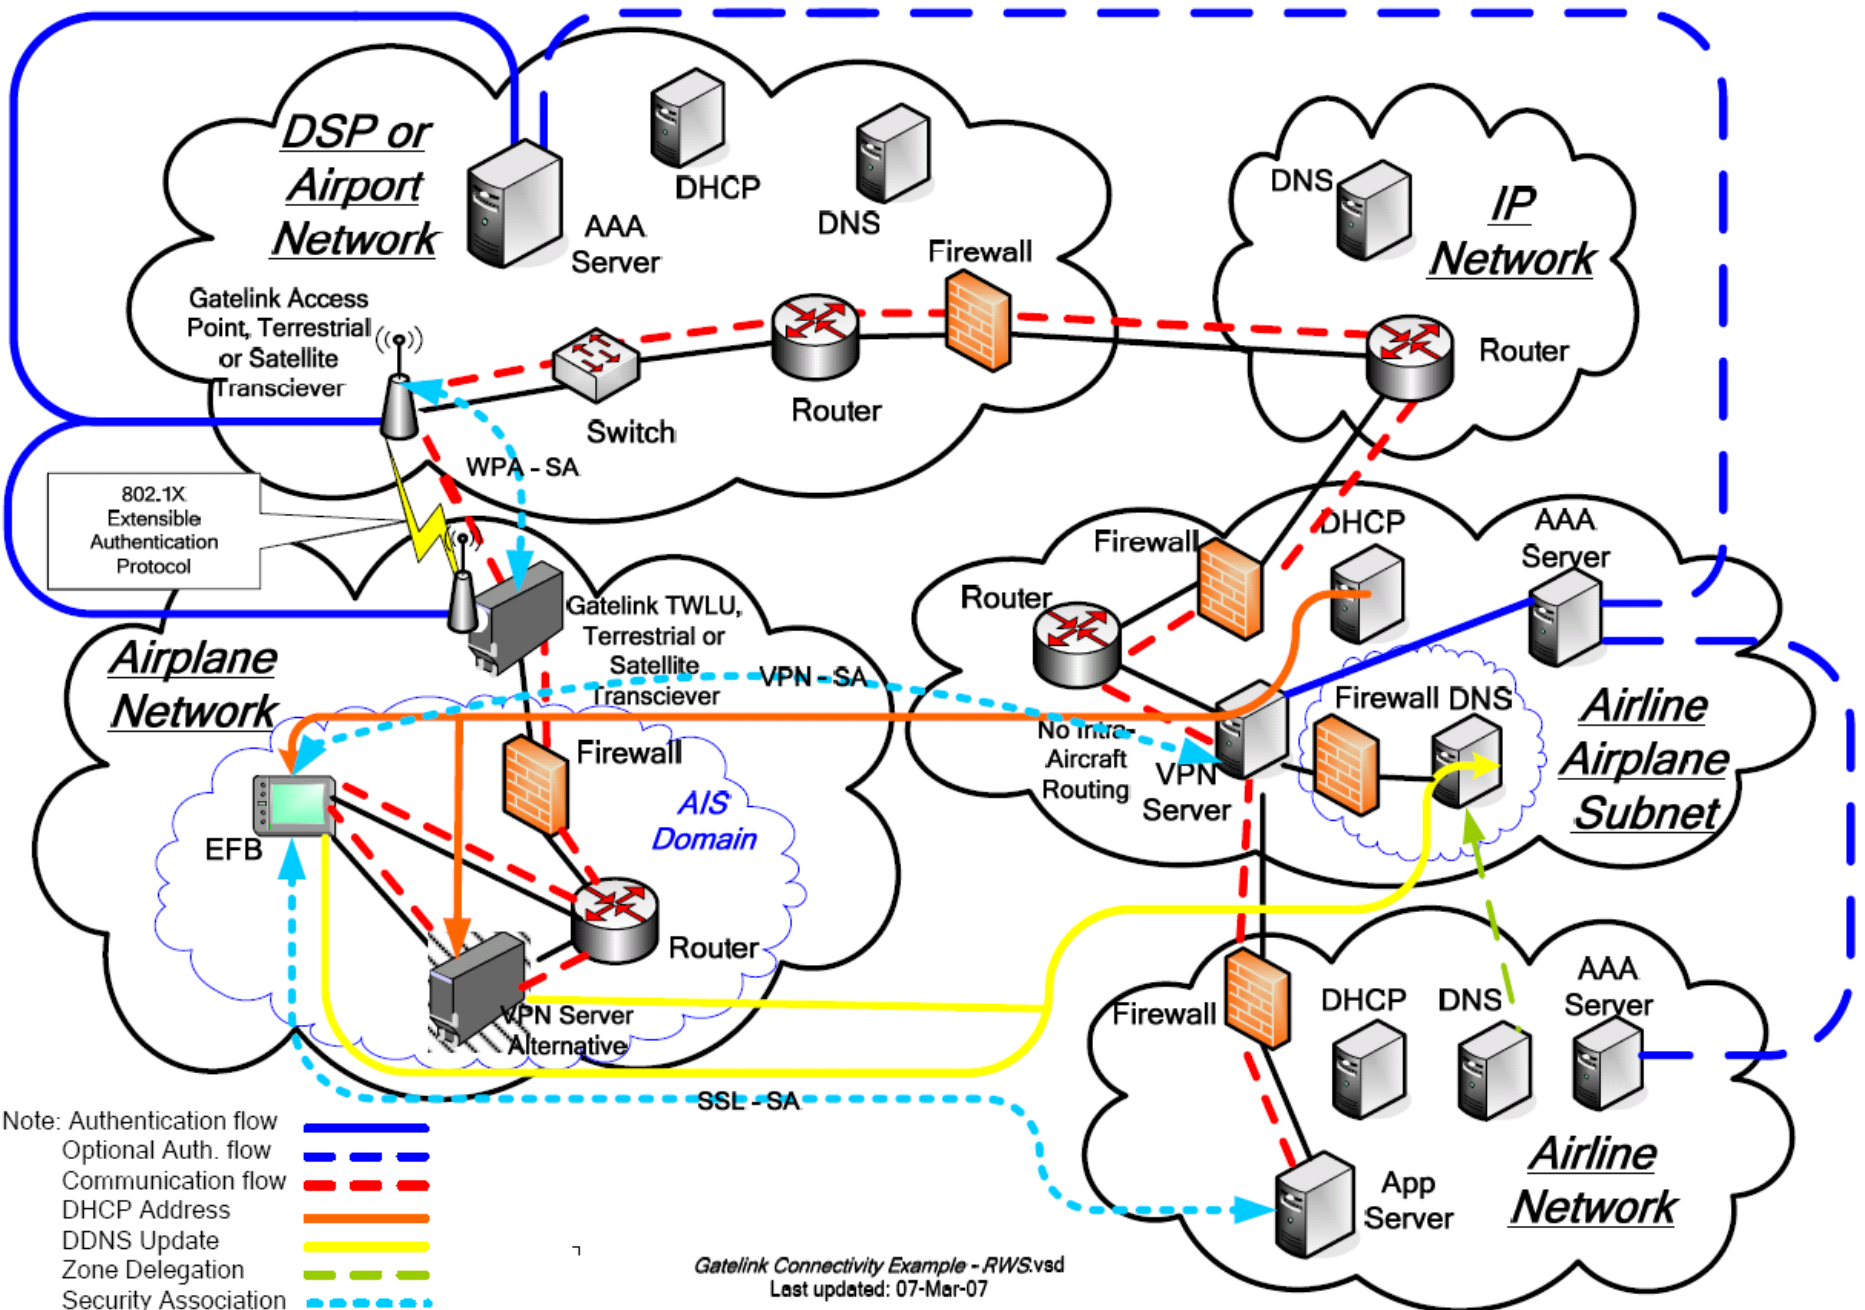 DSP or
Airport
Network
AAA
Server
DHCP
DNS
Firewall
DNS
IP
Network
Gatelink Access
Point, Terrestrial
or Satellite
Transciever
Switch
Router
Router
WPA - SA
802.1X
Extensible
Authentication
Protocol
Airplane
Network
Gatelink TWLU,
Terrestrial or
Satellite
Transciever
VPN - SA
Firewall
AIS
Domain
EFB
Router
VPN Server
Alternative
Firewall
DHCP
AAA
Server
Router
No Intra-
Aircraft
Routing
VPN
Server
Firewall DNS
Airline
Airplane
Subnet
Firewall
DHCP
DNS
AAA
Server
App
Server
Airline
Network
SSL - SA
Note: Authentication flow
Optional Auth. flow
Communication flow
DHCP Address
DDNS Update
Zone Delegation
Security Association
Gatelink Connectivity Example - RWS.vsd
Last updated: 07-Mar-07